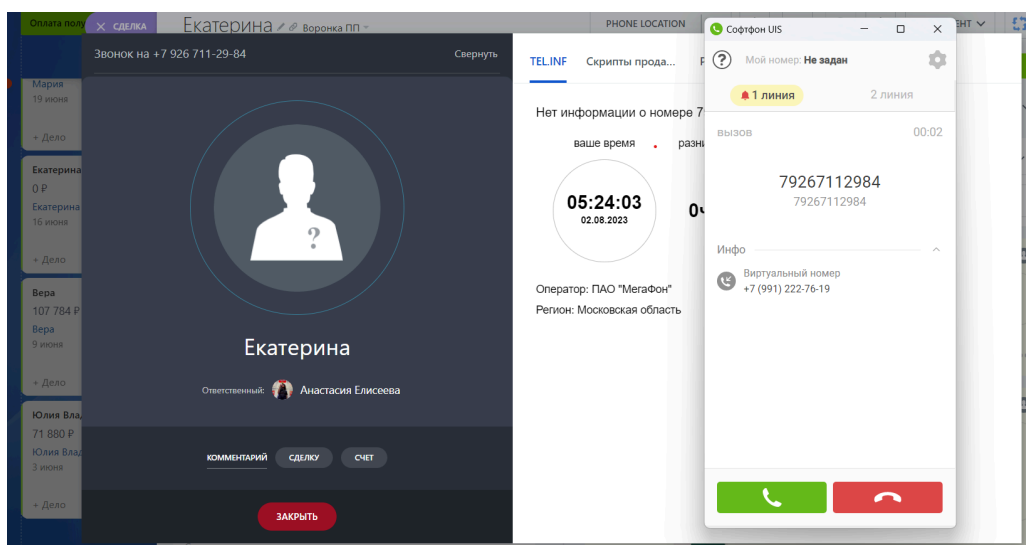 Оплата полу
СДЕЛКА
Екатерина
Воронка ПП
PHONE LOCATION
Мария
19 июня
+ Дело
Екатерина
0 ₽
Екатерина
16 июня
+ Дело
Вера
107 784 ₽
Вера
9 июня
+ Дело
Юлия Вла
71 880 ₽
Юлия Влад
3 июня
+ Дело
Звонок на +7 926 711-29-84
Свернуть
?
Екатерина
Ответственный: Анастасия Елисеева
КОММЕНТАРИЙ СДЕЛКУ СЧЕТ
ЗАКРЫТЬ
TEL.INF Скрипты прода...
Нет информации о номере 7
ваше время разни
05:24:03
02.08.2023
0ч
Оператор: ПАО "МегаФон"
Регион: Московская область
Софтфон UIS
? Мой номер: Не задан
1 линия 2 линия
вызов 00:02
79267112984
79267112984
Инфо
Виртуальный номер
+7 (991) 222-76-19